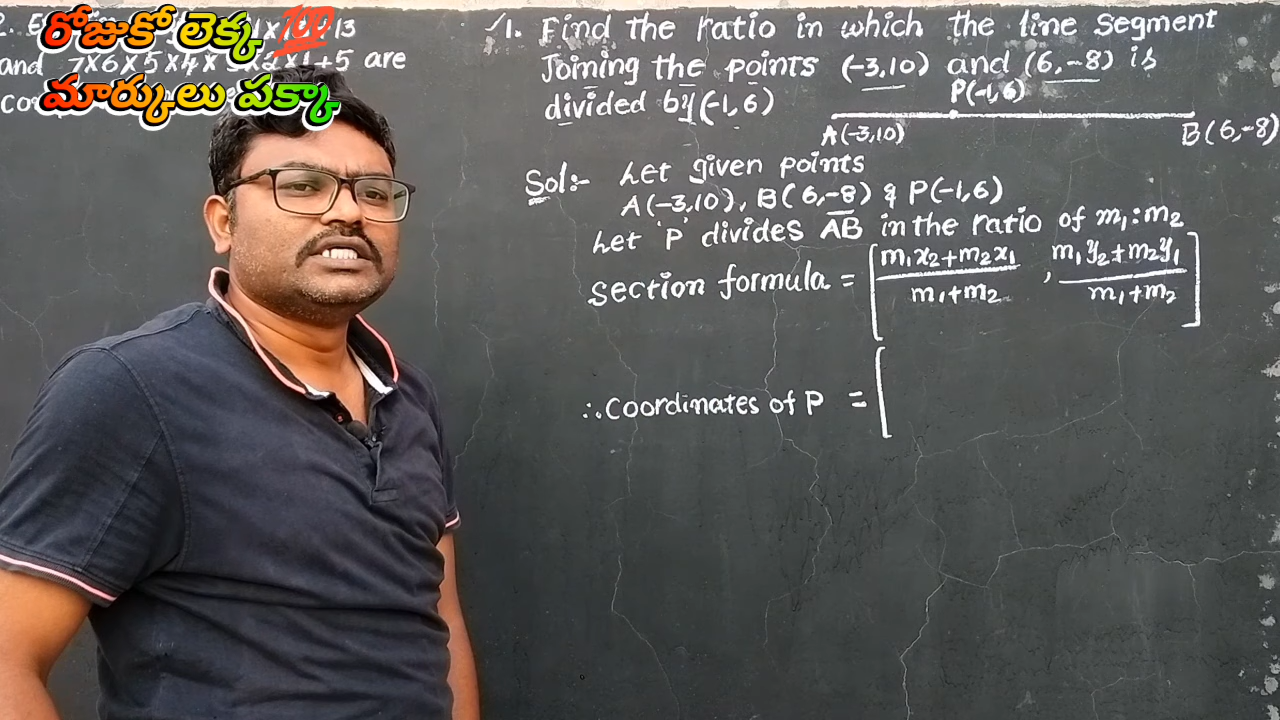 రోజుకో లెక్క 💯
మార్కులు పక్కా
and 7x6x5x4x3x2x1+5 are
1. Find the ratio in which the line segment
Joining the points (-3,10) and (6,-8) is
divided by (-1,6)
P(-1,6)
A(-3,10)
B(6,-8)
Sol:- Let given points
A(-3,10), B(6,-8) & P(-1,6)
Let 'P' divides AB in the ratio of m₁:m₂
section formula = [m₁x₂+m₂x₁/m₁+m₂, m₁y₂+m₂y₁/m₁+m₂]
∴ Coordinates of P = [